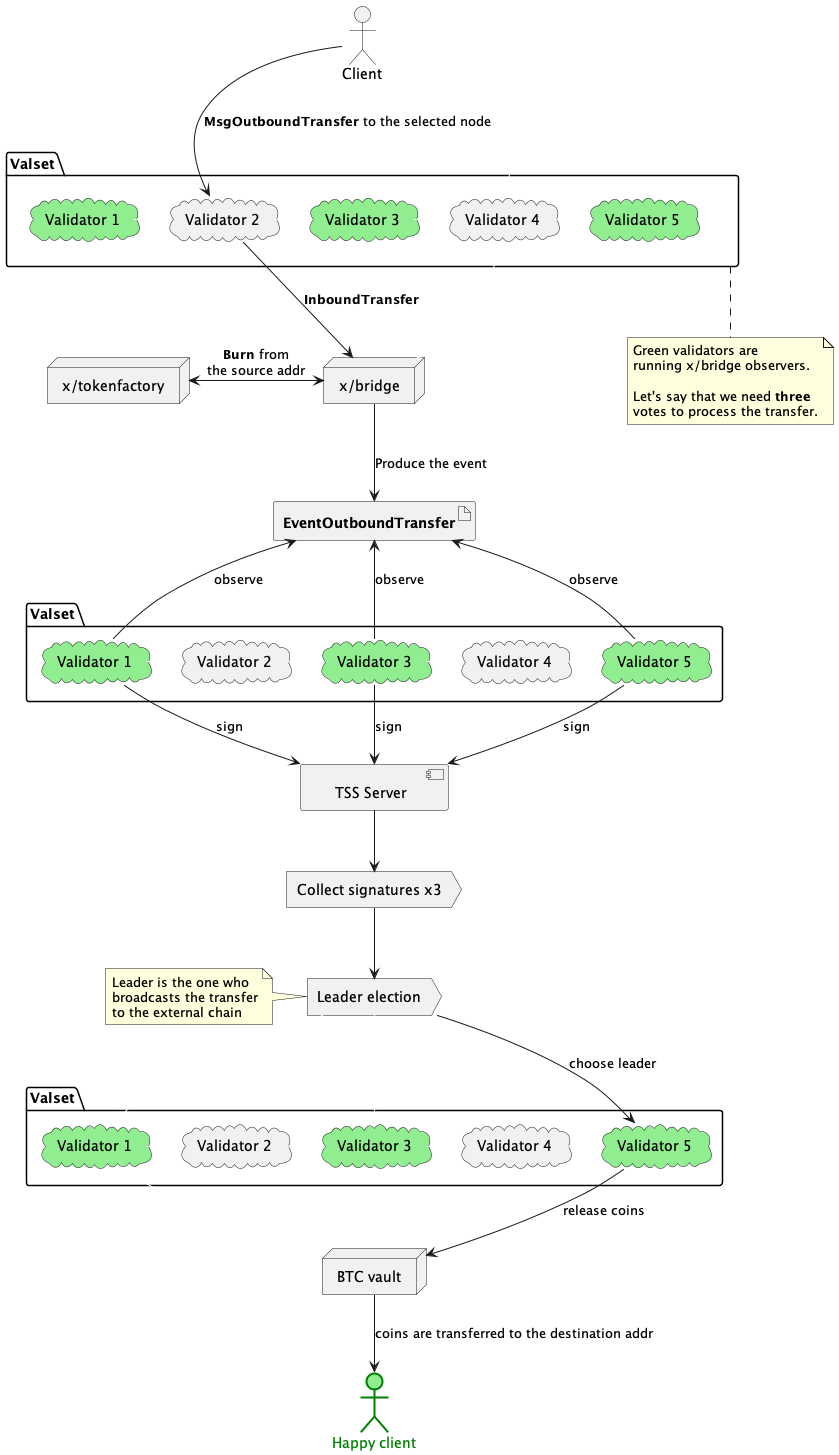 Client
MsgOutboundTransfer to the selected node
Valset
Validator 1
Validator 2
Validator 3
Validator 4
Validator 5
InboundTransfer
Green validators are
running x/bridge observers.
Let's say that we need three
votes to process the transfer.
x/tokenfactory
Burn from
the source addr
x/bridge
Produce the event
EventOutboundTransfer
observe
observe
observe
Valset
Validator 1
Validator 2
Validator 3
Validator 4
Validator 5
sign
sign
sign
TSS Server
Collect signatures x3
Leader is the one who
broadcasts the transfer
to the external chain
Leader election
choose leader
Valset
Validator 1
Validator 2
Validator 3
Validator 4
Validator 5
release coins
BTC vault
coins are transferred to the destination addr
Happy client